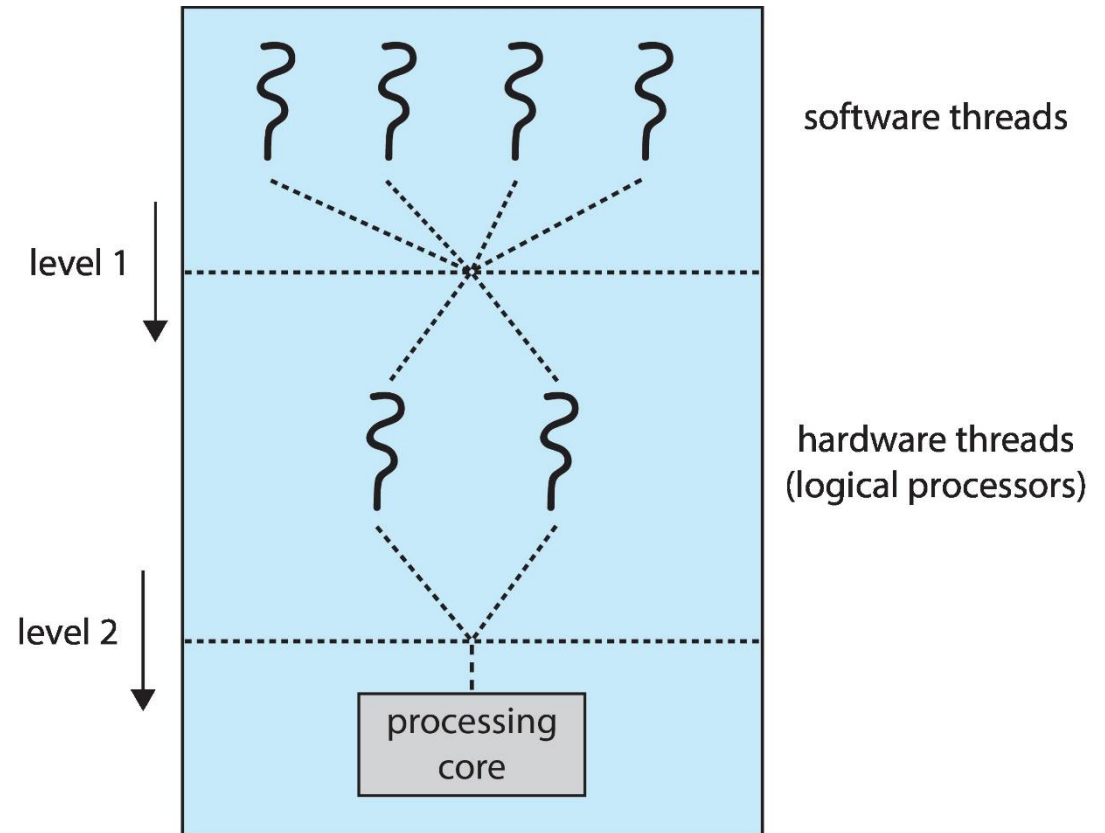 software threads
level 1
hardware threads
(logical processors)
level 2
processing
core